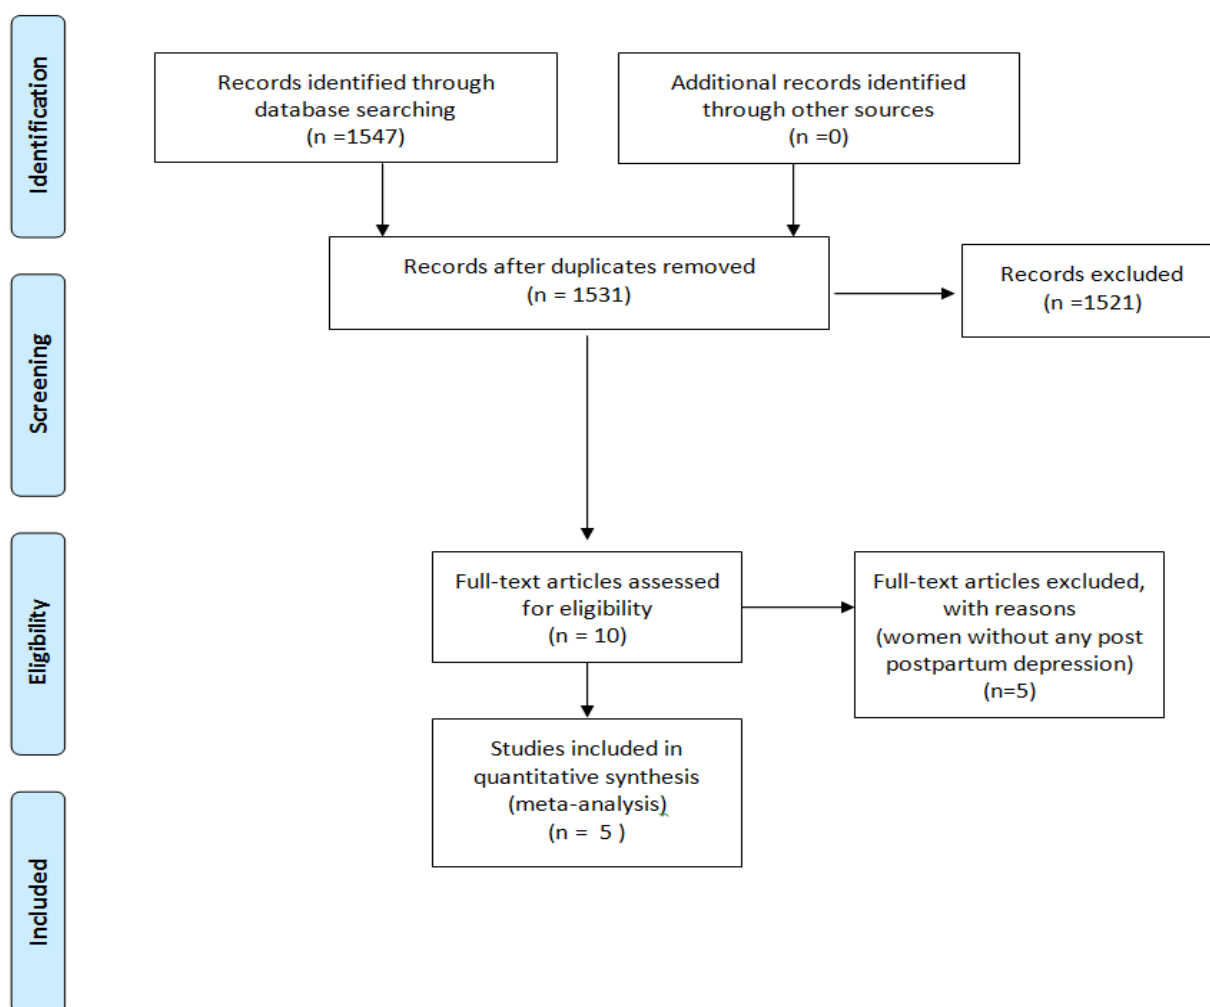 Identification
Records identified through
database searching
(n =1547)
Additional records identified
through other sources
(n =0)
Screening
Records after duplicates removed
(n = 1531)
Records excluded
(n =1521)
Eligibility
Full-text articles assessed
for eligibility
(n = 10)
Full-text articles excluded,
with reasons
(women without any post
postpartum depression)
(n=5)
Included
Studies included in
quantitative synthesis
(meta-analysis)
(n = 5 )